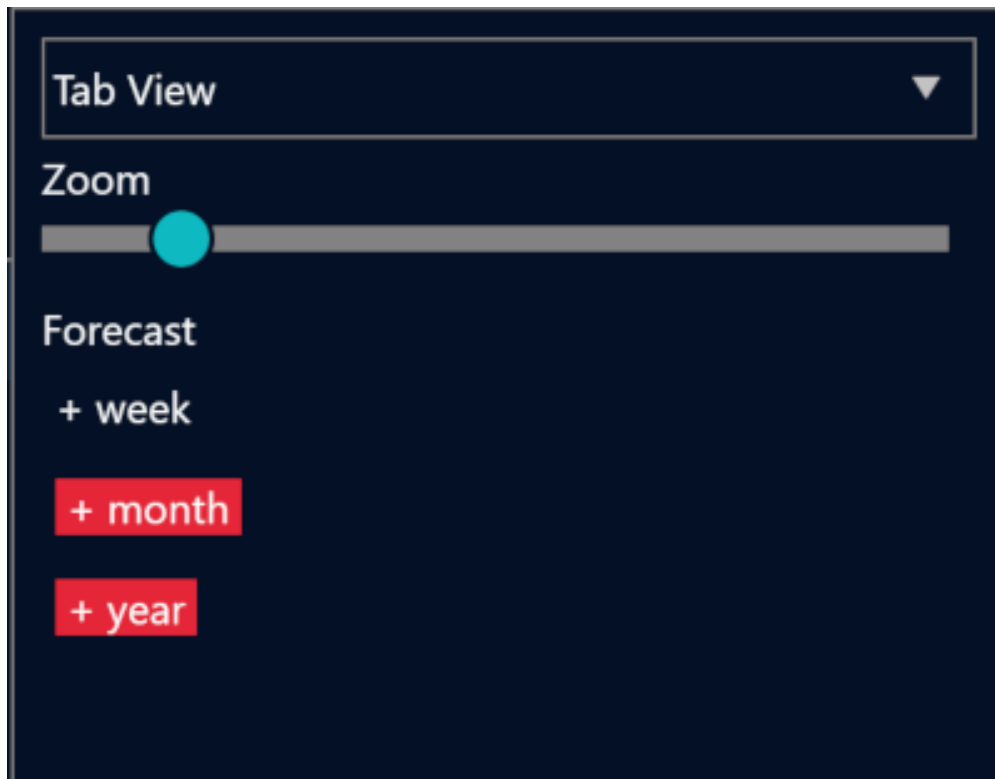 Tab View
Zoom
Forecast
+ week
+ month
+ year